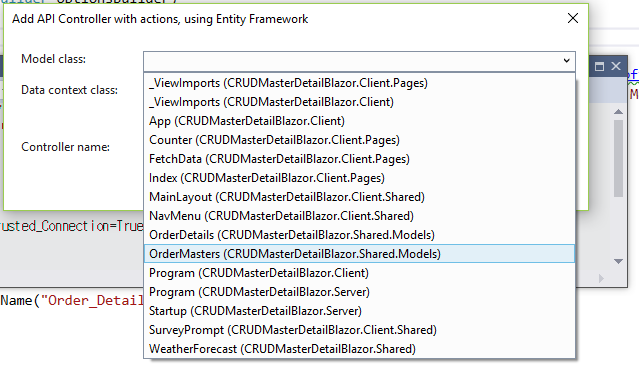 Add API Controller with actions, using Entity Framework
Model class:
_ViewImports (CRUDMasterDetailBlazor.Client.Pages)
Data context class:
_ViewImports (CRUDMasterDetailBlazor.Client)
App (CRUDMasterDetailBlazor.Client)
Counter (CRUDMasterDetailBlazor.Client.Pages)
Controller name:
FetchData (CRUDMasterDetailBlazor.Client.Pages)
Index (CRUDMasterDetailBlazor.Client.Pages)
MainLayout (CRUDMasterDetailBlazor.Client.Shared)
NavMenu (CRUDMasterDetailBlazor.Client.Shared)
rusted_Connection=True
OrderDetails (CRUDMasterDetailBlazor.Shared.Models)
OrderMasters (CRUDMasterDetailBlazor.Shared.Models)
Program (CRUDMasterDetailBlazor.Client)
Program (CRUDMasterDetailBlazor.Server)
Name("Order_Detail
Startup (CRUDMasterDetailBlazor.Server)
SurveyPrompt (CRUDMasterDetailBlazor.Client.Shared)
WeatherForecast (CRUDMasterDetailBlazor.Shared)